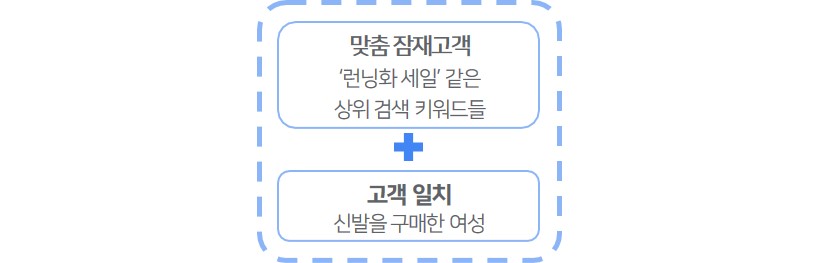 맞춤 잠재고객
‘런닝화 세일’ 같은
상위 검색 키워드들
고객 일치
신발을 구매한 여성